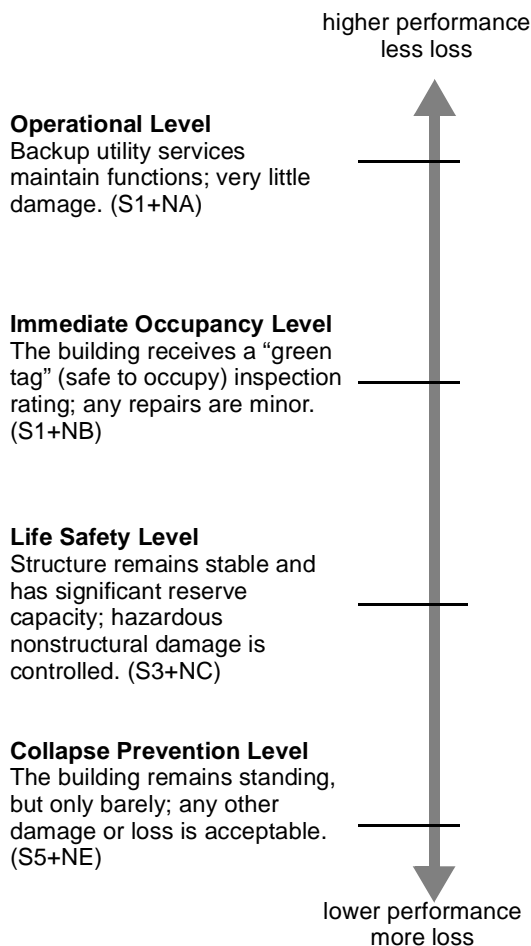 higher performance
less loss
Operational Level
Backup utility services
maintain functions; very little
damage. (S1+NA)
Immediate Occupancy Level
The building receives a “green
tag” (safe to occupy) inspection
rating; any repairs are minor.
(S1+NB)
Life Safety Level
Structure remains stable and
has significant reserve
capacity; hazardous
nonstructural damage is
controlled. (S3+NC)
Collapse Prevention Level
The building remains standing,
but only barely; any other
damage or loss is acceptable.
(S5+NE)
lower performance
more loss